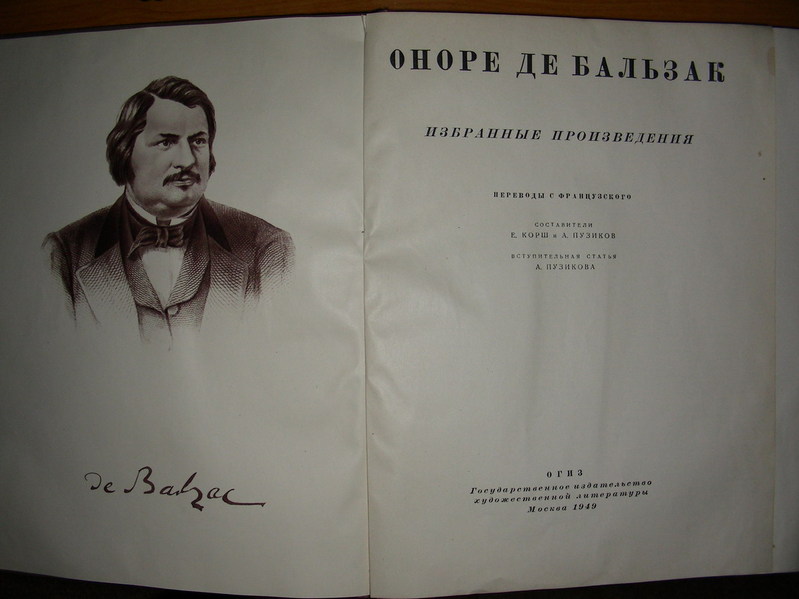 de Balzac
ОНОРЕ ДЕ БАЛЬЗАК
ИЗБРАННЫЕ ПРОИЗВЕДЕНИЯ
ПЕРЕВОДЫ С ФРАНЦУЗСКОГО
СОСТАВИТЕЛИ
Е. КОРШ и А. ПУЗИКОВ
ВСТУПИТЕЛЬНАЯ СТАТЬЯ
А. ПУЗИКОВА
ОГИЗ
Государственное издательство
художественной литературы
Москва 1949